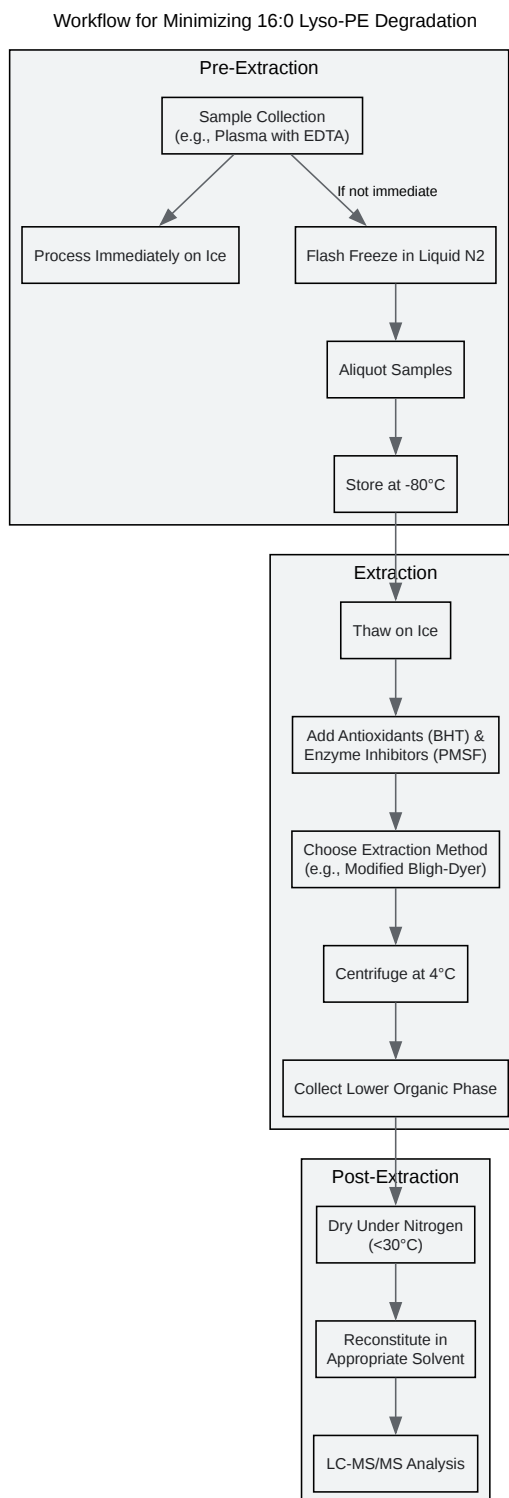 Workflow for Minimizing 16:0 Lyso-PE Degradation
Pre-Extraction
Sample Collection
(e.g., Plasma with EDTA)
If not immediate
Process Immediately on Ice
Flash Freeze in Liquid N2
Aliquot Samples
Store at -80°C
Extraction
Thaw on Ice
Add Antioxidants (BHT) &
Enzyme Inhibitors (PMSF)
Choose Extraction Method
(e.g., Modified Bligh-Dyer)
Centrifuge at 4°C
Collect Lower Organic Phase
Post-Extraction
Dry Under Nitrogen
(<30°C)
Reconstitute in
Appropriate Solvent
LC-MS/MS Analysis